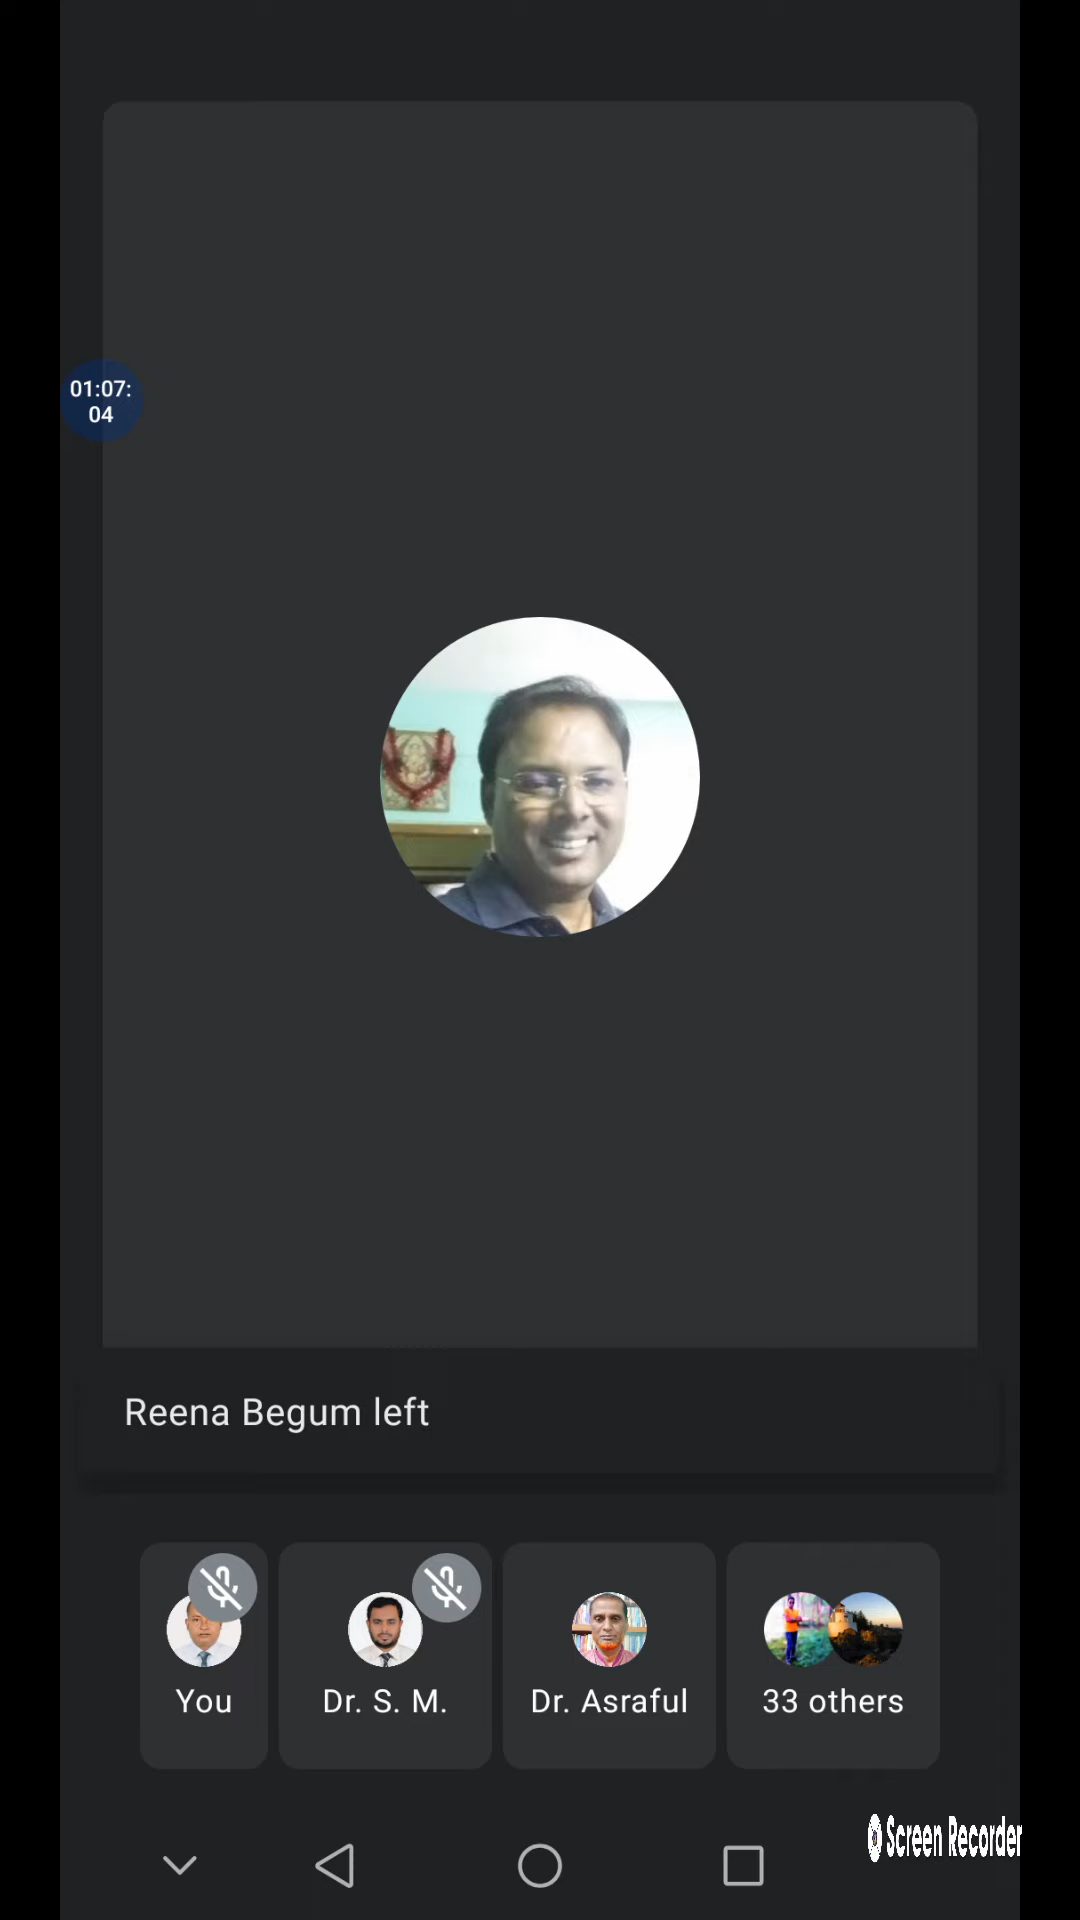 01:07:
04
Reena Begum left
You
Dr. S. M.
Dr. Asraful
33 others
Screen Recorder